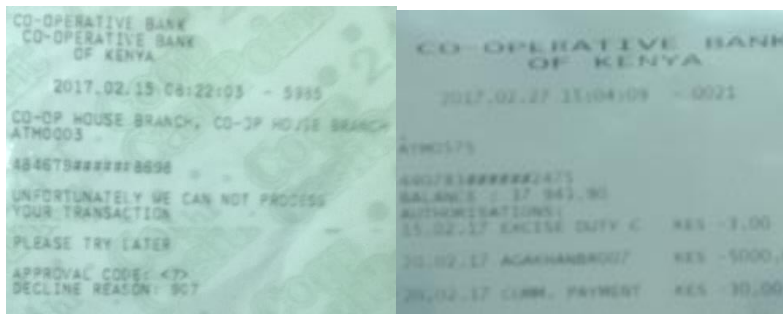 CO-OPERATIVE BANK
CO-OPERATIVE BANK
OF KENYA
2017.02.15 08:22:03 - 5965
CO-OP HOUSE BRANCH, CO-OP HOUSE BRANCH
ATM0003
484679######8698
UNFORTUNATELY WE CAN NOT PROCESS
YOUR TRANSACTION
PLEASE TRY LATER
APPROVAL CODE: <7>
DECLINE REASON: 907
CO-OPERATIVE BANK
OF KENYA
2017.02.27 15:04:09 - 0021
ATM0575
BALANCE : 17 941.90
AUTHORISATIONS:
15.02.17 EXCISE DUTY C KES -3.00
20.02.17 AGAKHANBR007 KES -5000.
20.02.17 COMM. PAYMENT KES -30.00